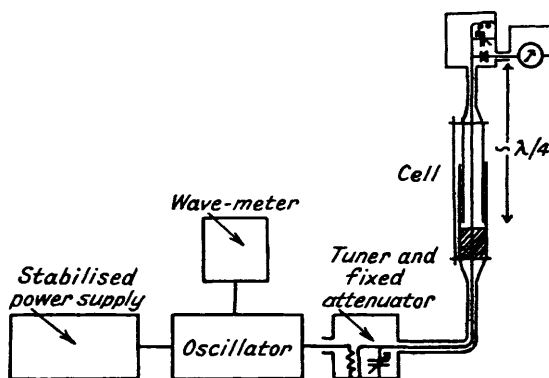 ~ λ/4
Cell
Wave-meter
Tuner and
fixed
attenuator
Stabilised
power supply
Oscillator